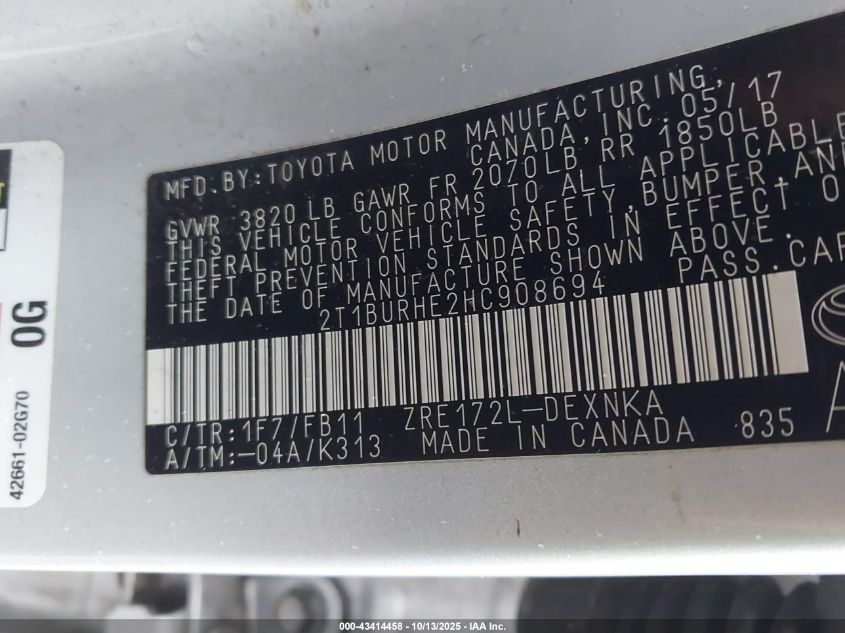 MFD. BY: TOYOTA MOTOR MANUFACTURING,
CANADA, INC. 05/17
GVWR 3820 LB GAWR FR 2070LB RR 1850LB
THIS VEHICLE CONFORMS TO ALL APPLICABLE
FEDERAL MOTOR VEHICLE SAFETY, BUMPER, AND
THEFT PREVENTION STANDARDS IN EFFECT O
THE DATE OF MANUFACTURE SHOWN ABOVE.
2T1BURHE2HC908694 PASS. CAR
C/TR: 1F7/FB11 ZRE172L-DEXNKA
A/TM: -04A/K313 MADE IN CANADA 835
42661-02G70
0G
000-43414458 - 10/13/2025 - IAA Inc.